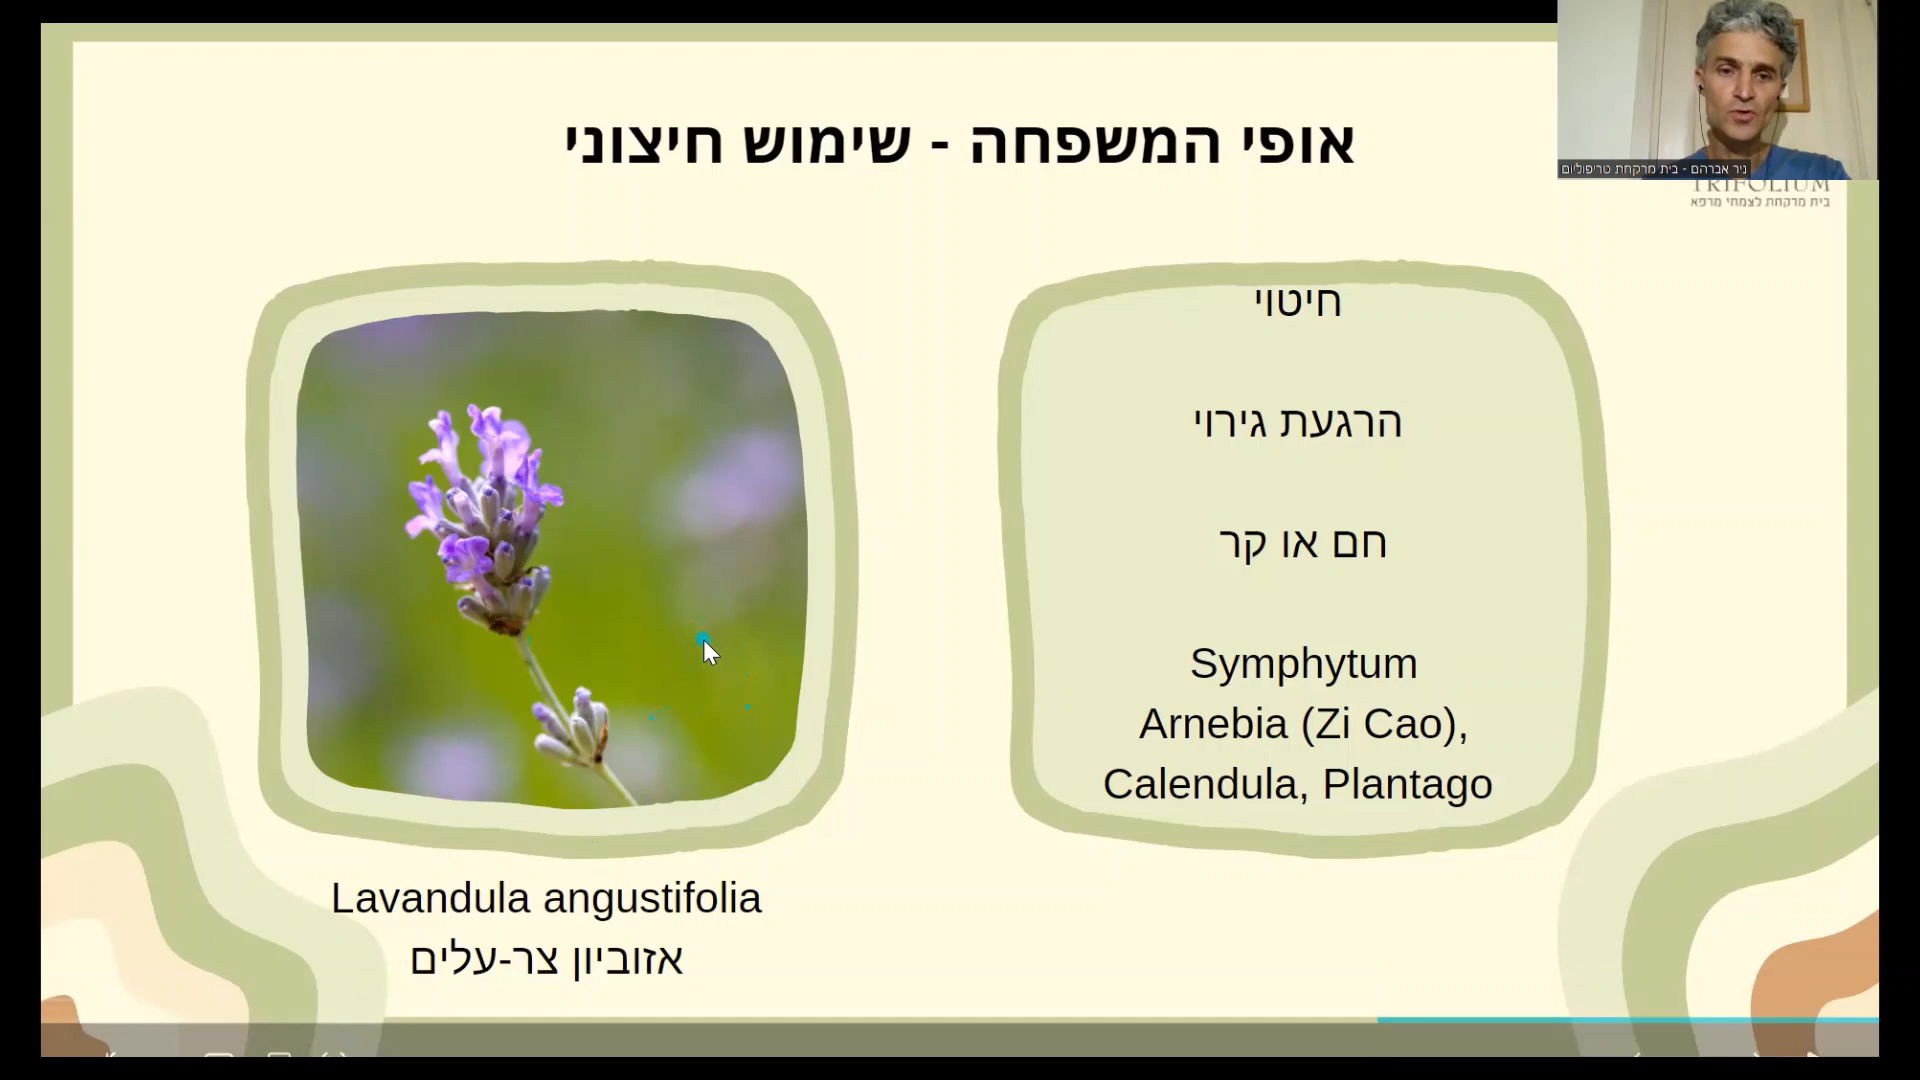 אופי המשפחה - שימוש חיצוני
ניר אברהם - בית מרקחת טריפוליום
TRIFOLIUM
בית מרקחת לצמחי מרפא
חיטוי
הרגעת גירוי
חם או קר
Symphytum
Arnebia (Zi Cao),
Calendula, Plantago
Lavandula angustifolia
אזוביון צר-עלים